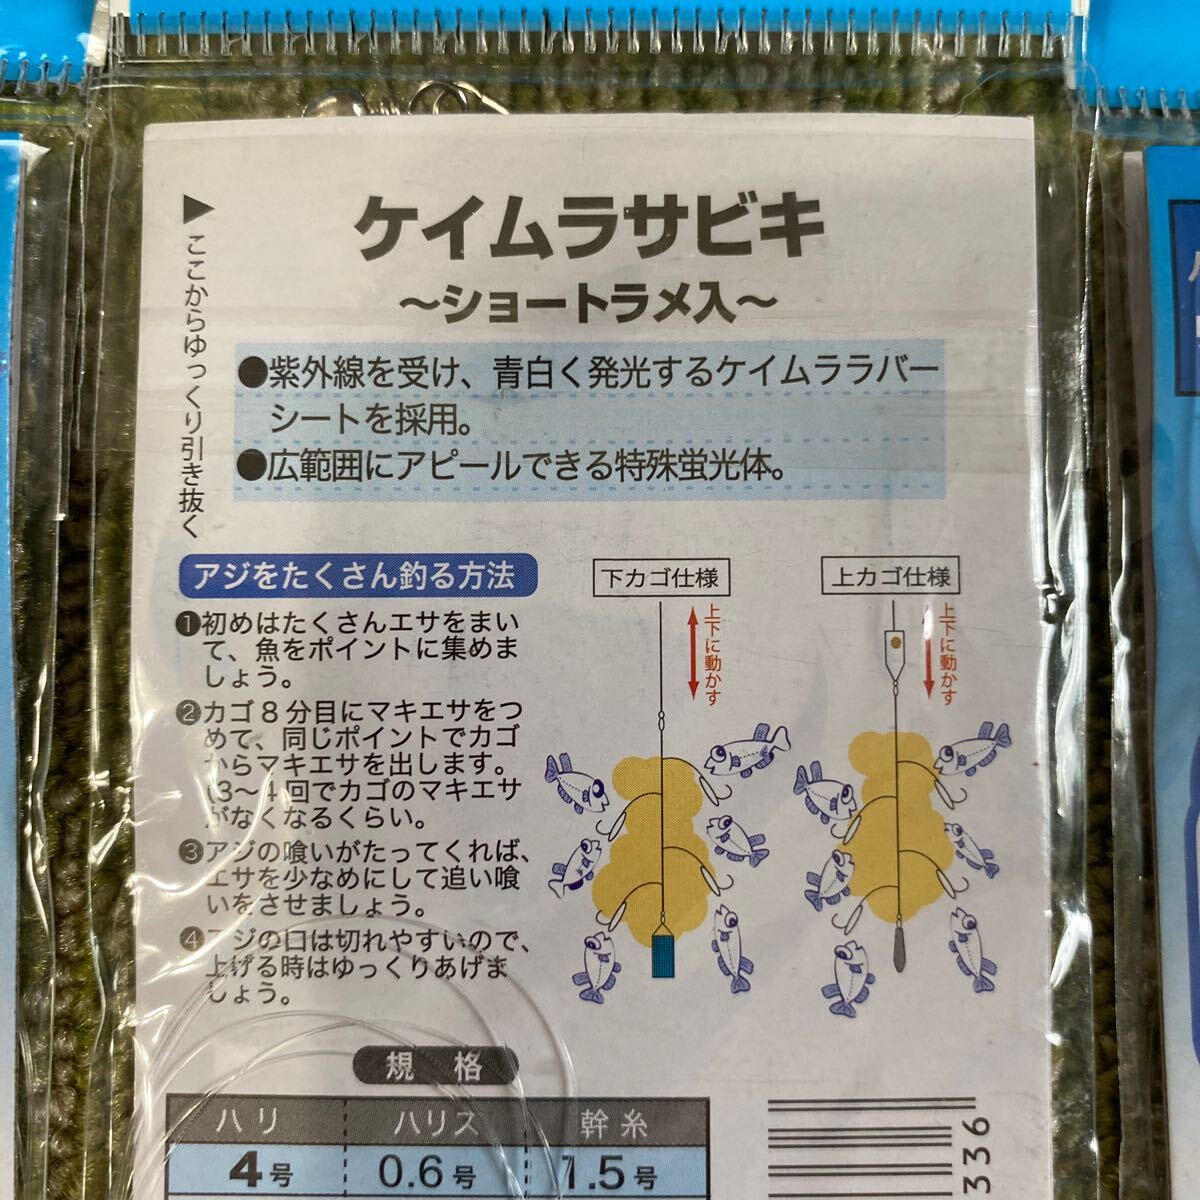 ▶ここからゆっくり引き抜く
ケイムラサビキ
〜ショートラメ入〜
●紫外線を受け、青白く発光するケイムララバー
シートを採用。
●広範囲にアピールできる特殊蛍光体。
アジをたくさん釣る方法
❶初めはたくさんエサをまい
て、魚をポイントに集めま
しょう。
❷カゴ8分目にマキエサをつ
めて、同じポイントでカゴ
からマキエサを出します。
(3〜4回でカゴのマキエサ
がなくなるくらい。
❸アジの喰いがたってくれば、
エサを少なめにして追い喰
いをさせましょう。
❹アジの口は切れやすいので、
上げる時はゆっくりあげま
しょう。
下カゴ仕様
上下に動かす
上カゴ仕様
上下に動かす
規格
ハリ ハリス 幹糸
4号 0.6号 1.5号
336